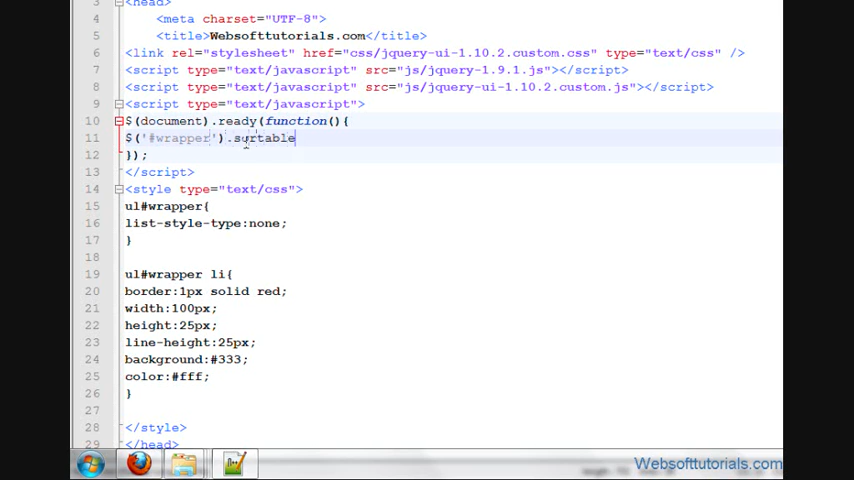 3 <head>
4 <meta charset="UTF-8">
5 <title>Websofttutorials.com</title>
6 <link rel="stylesheet" href="css/jquery-ui-1.10.2.custom.css" type="text/css" />
7 <script type="text/javascript" src="js/jquery-1.9.1.js"></script>
8 <script type="text/javascript" src="js/jquery-ui-1.10.2.custom.js"></script>
9 <script type="text/javascript">
10 $(document).ready(function(){
11 $('#wrapper').sortable
12 });
13 </script>
14 <style type="text/css">
15 ul#wrapper{
16 list-style-type:none;
17 }
18
19 ul#wrapper li{
20 border:1px solid red;
21 width:100px;
22 height:25px;
23 line-height:25px;
24 background:#333;
25 color:#fff;
26 }
27
28 </style>
29 </head>
Websofttutorials.com